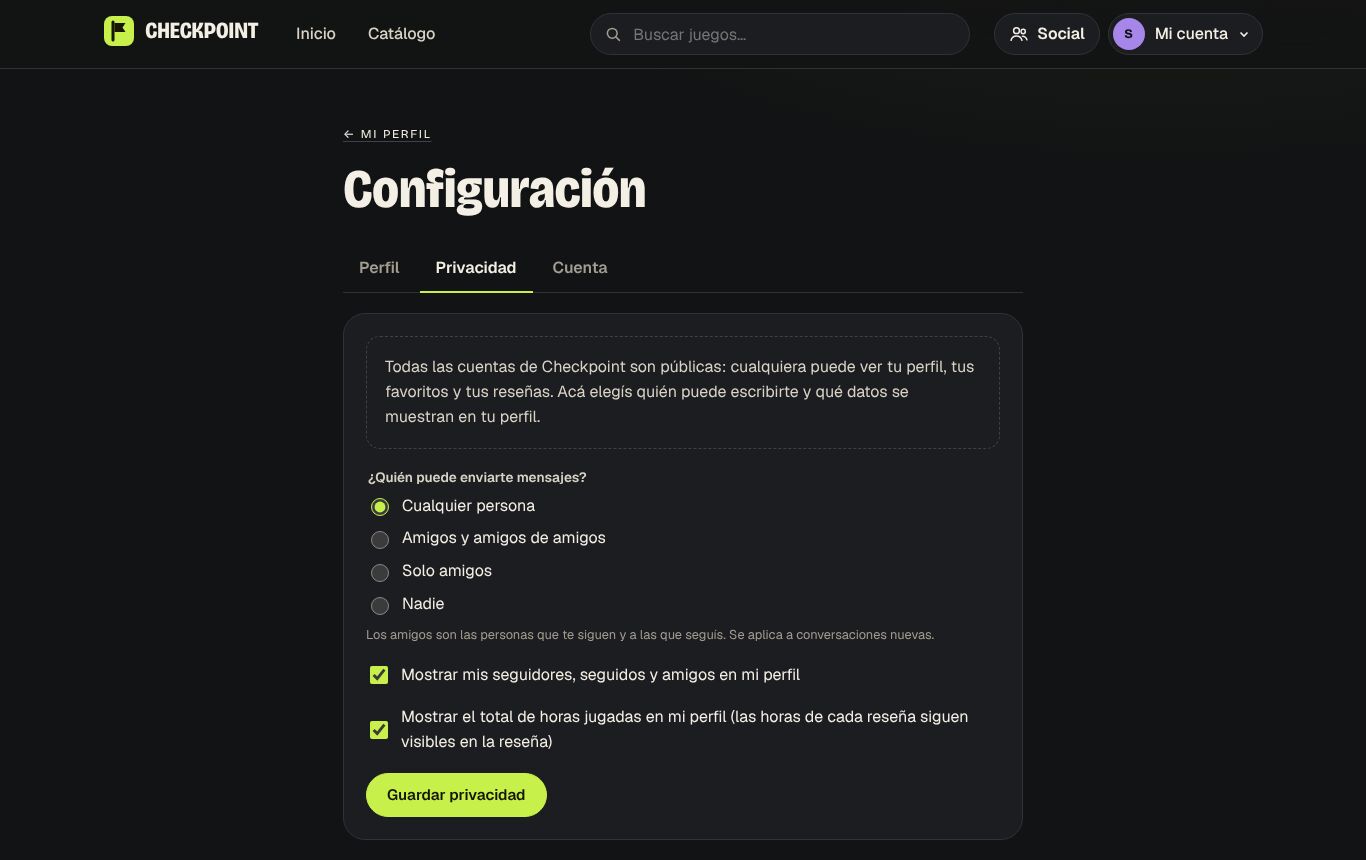 CHECKPOINT
Inicio
Catálogo
Buscar juegos...
Social
S
Mi cuenta
← MI PERFIL
Configuración
Perfil
Privacidad
Cuenta
Todas las cuentas de Checkpoint son públicas: cualquiera puede ver tu perfil, tus
favoritos y tus reseñas. Acá elegís quién puede escribirte y qué datos se
muestran en tu perfil.
¿Quién puede enviarte mensajes?
Cualquier persona
Amigos y amigos de amigos
Solo amigos
Nadie
Los amigos son las personas que te siguen y a las que seguís. Se aplica a conversaciones nuevas.
Mostrar mis seguidores, seguidos y amigos en mi perfil
Mostrar el total de horas jugadas en mi perfil (las horas de cada reseña siguen
visibles en la reseña)
Guardar privacidad